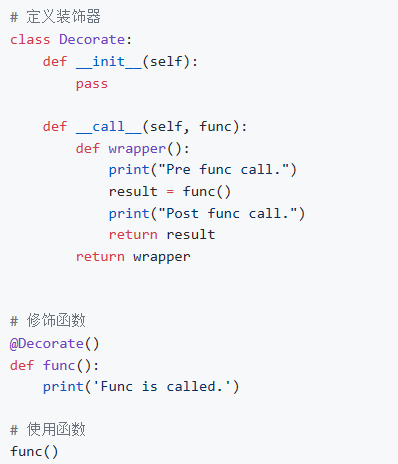 # 定义装饰器
class Decorate:
    def __init__(self):
        pass

    def __call__(self, func):
        def wrapper():
            print("Pre func call.")
            result = func()
            print("Post func call.")
            return result
        return wrapper


# 修饰函数
@Decorate()
def func():
    print('Func is called.')

# 使用函数
func()